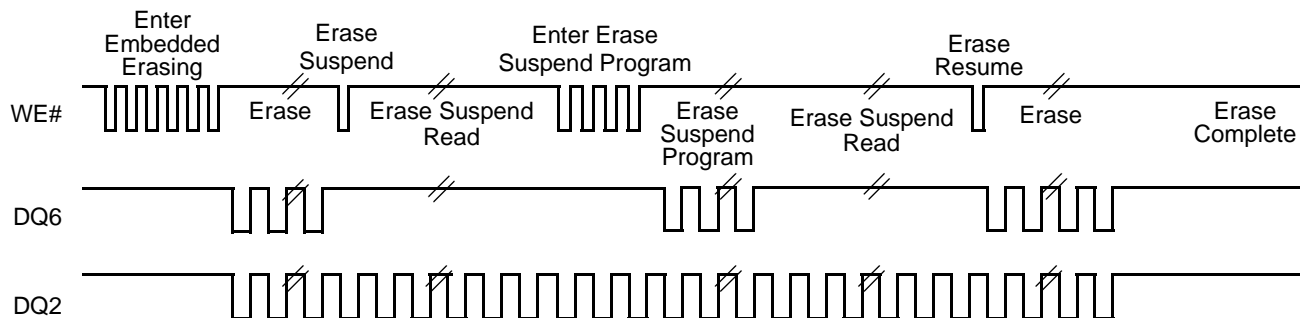 Enter
Embedded
Erasing
Erase
Suspend
Enter Erase
Suspend Program
Erase
Resume
WE#
Erase
Erase Suspend
Read
Erase
Suspend
Program
Erase Suspend
Read
Erase
Erase
Complete
DQ6
DQ2